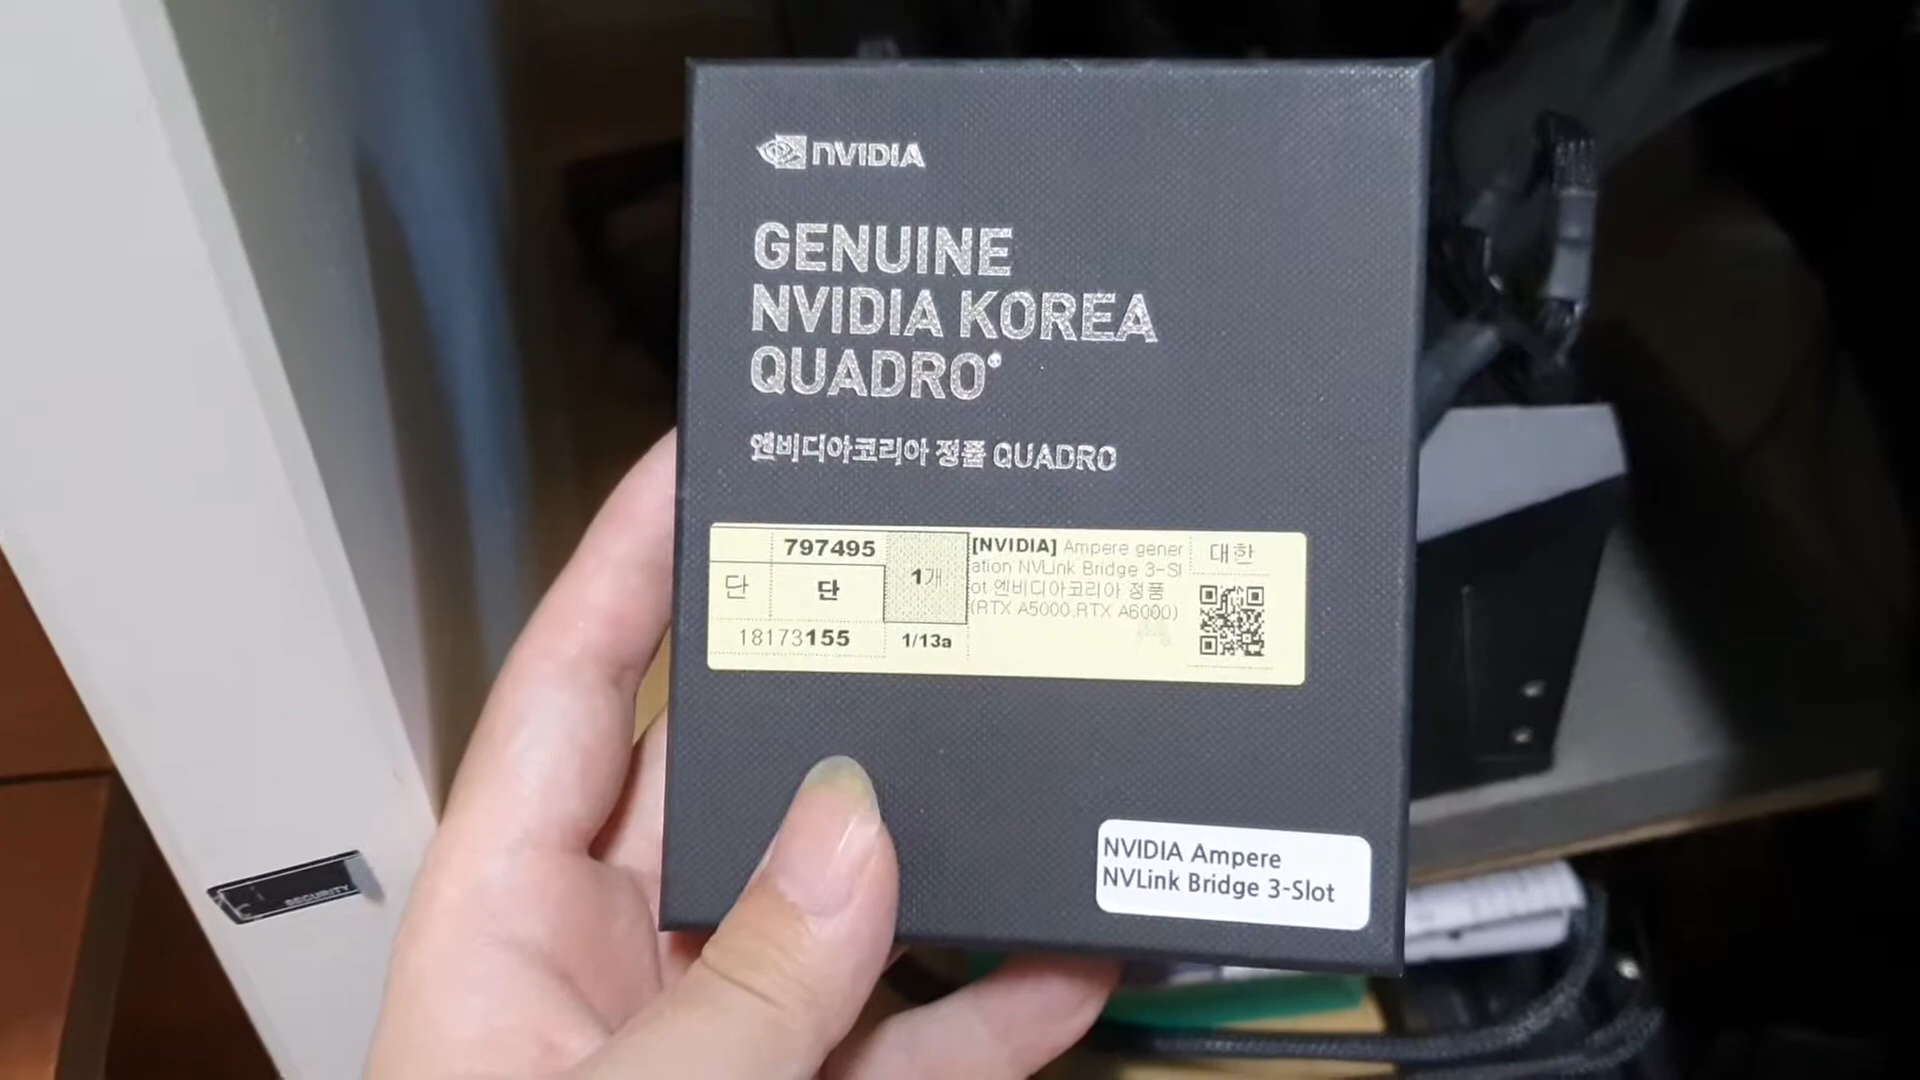 NVIDIA
GENUINE
NVIDIA KOREA
QUADRO®
엔비디아코리아 정품 QUADRO
797495
단
단
1개
18173155
1/13a
[NVIDIA] Ampere gener
ation NVLink Bridge 3-Sl
ot 엔비디아코리아 정품
(RTX A5000.RTX A6000)
대한
NVIDIA Ampere
NVLink Bridge 3-Slot
SECURITY